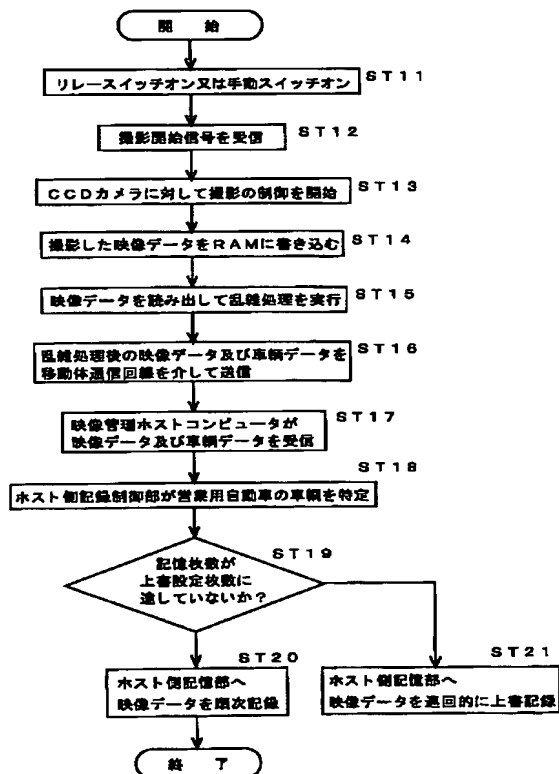 開 始
リレースイッチオン又は手動スイッチオン
ST11
撮影開始信号を受信
ST12
CCDカメラに対して撮影の制御を開始
ST13
撮影した映像データをRAMに書き込む
ST14
映像データを読み出して乱雑処理を実行
ST15
乱雑処理後の映像データ及び車輌データを
移動体通信回線を介して送信
ST16
映像管理ホストコンピュータが
映像データ及び車輌データを受信
ST17
ホスト側記録制御部が営業用自動車の車輌を特定
ST18
記憶枚数が
上書設定枚数に
達していないか?
ST19
ホスト側記憶部へ
映像データを順次記録
ST20
ホスト側記憶部へ
映像データを巡回的に上書記録
ST21
終 了